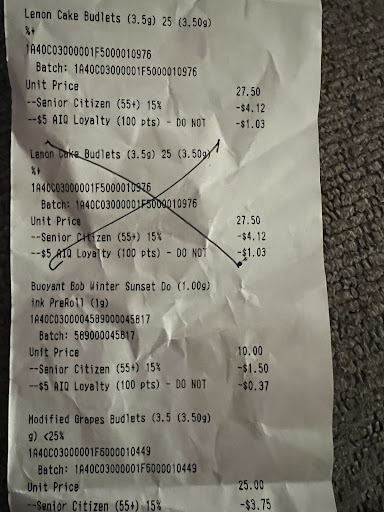 Lemon Cake Budlets (3.5g) 25 (3.50g)
%+
1A40C03000001F5000010976
Batch: 1A40C03000001F5000010976
Unit Price 27.50
--Senior Citizen (55+) 15% -$4.12
--$5 AIQ Loyalty (100 pts) - DO NOT -$1.03
Lemon Cake Budlets (3.5g) 25 (3.50g)
%+
1A40C03000001F5000010976
Batch: 1A40C03000001F5000010976
Unit Price 27.50
--Senior Citizen (55+) 15% -$4.12
--$5 AIQ Loyalty (100 pts) - DO NOT -$1.03
Buoyant Bob Winter Sunset Do (1.00g)
ink PreRoll (1g)
1A40C0300004589000045817
Batch: 589000045817
Unit Price 10.00
--Senior Citizen (55+) 15% -$1.50
--$5 AIQ Loyalty (100 pts) - DO NOT -$0.37
Modified Grapes Budlets (3.5 (3.50g)
g) <25%
1A40C03000001F5000010449
Batch: 1A40C03000001F5000010449
Unit Price 25.00
--Senior Citizen (55+) 15% -$3.75